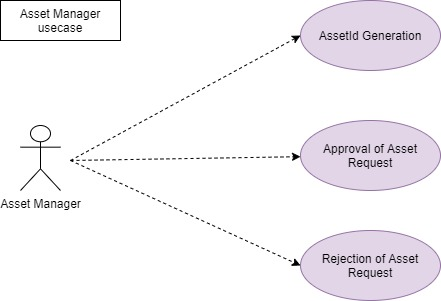 Asset Manager
usecase
AssetId Generation
Approval of Asset
Request
Asset Manager
Rejection of Asset
Request